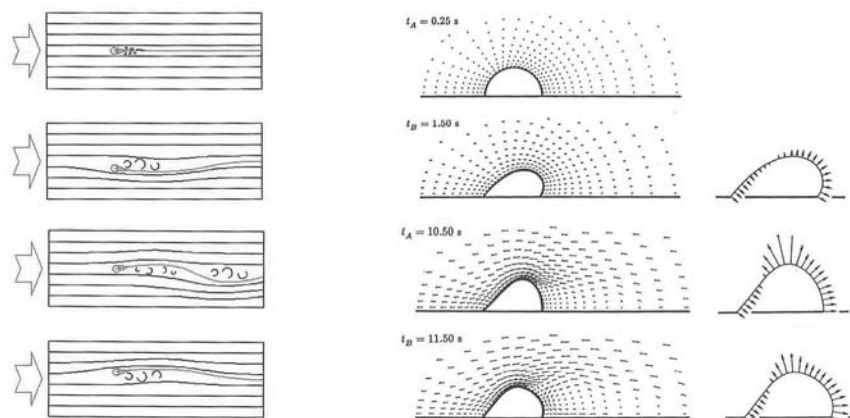 t_A = 0.25 s
t_B = 1.50 s
t_A = 10.50 s
t_B = 11.50 s